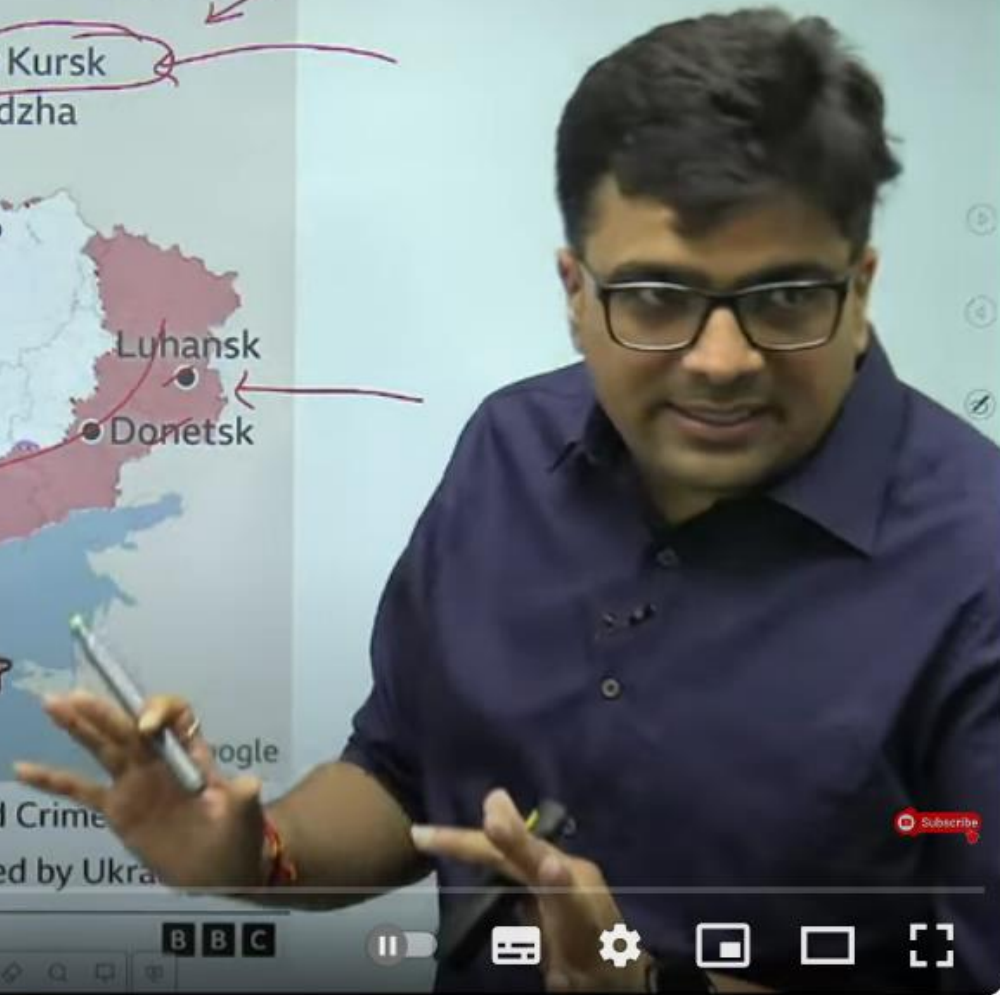 Kursk
dzha
Luhansk
Donetsk
oogle
d Crime
ed by Ukra
BBC
Subscribe